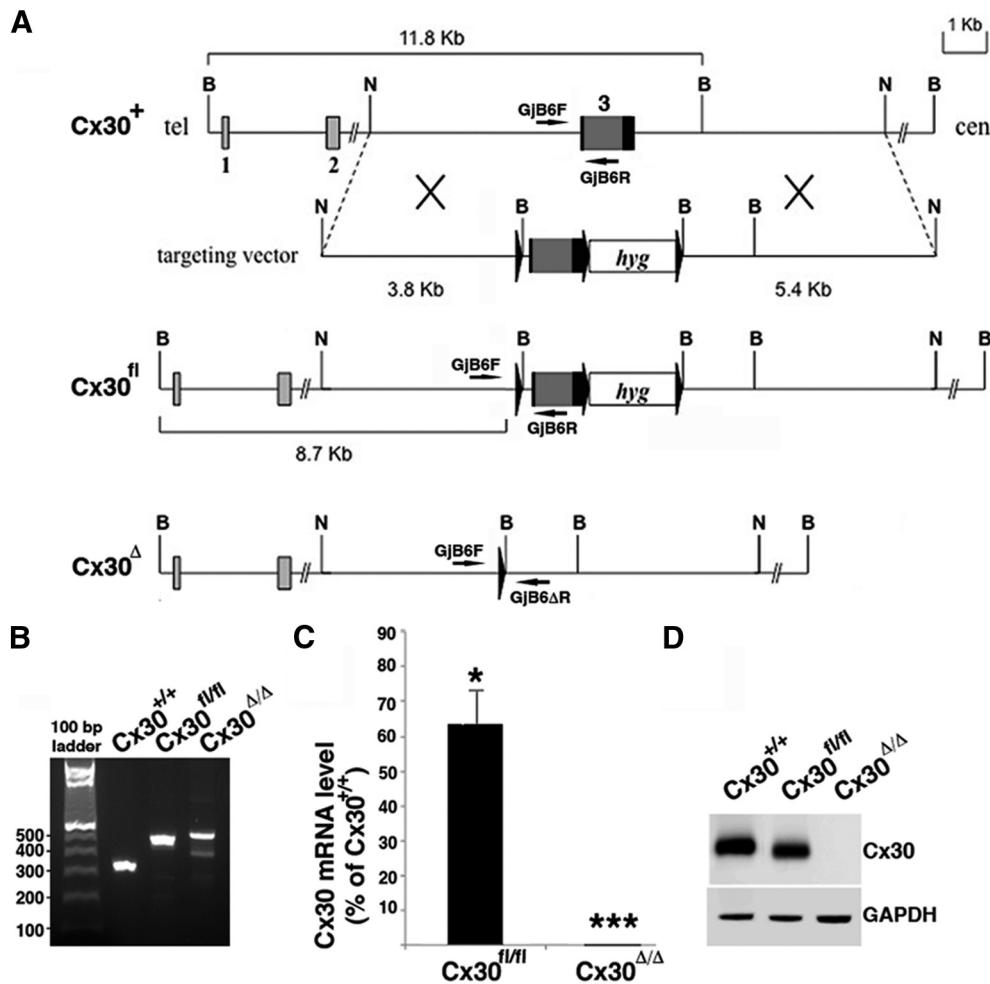 A
1 Kb
11.8 Kb
B N B N B
Cx30+ tel GjB6F 3 cen
1 2 GjB6R
N B B B N
targeting vector hyg
3.8 Kb 5.4 Kb
B N B B B N B
Cx30fl GjB6F hyg
GjB6R
8.7 Kb
B N B B N B
Cx30Δ GjB6F
GjB6ΔR
B
100 bp
ladder
Cx30+/+ Cx30fl/fl Cx30Δ/Δ
500
400
300
200
100
C
Cx30 mRNA level
(% of Cx30+/+)
90
80
70
60
50
40
30
20
10
*
***
Cx30fl/fl Cx30Δ/Δ
D
Cx30+/+ Cx30fl/fl Cx30Δ/Δ
Cx30
GAPDH